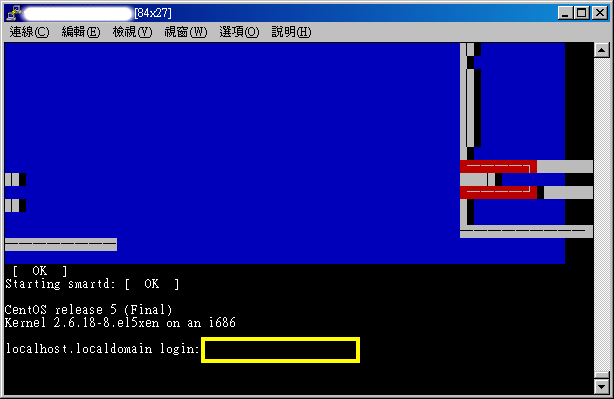 [84x27]
連線(C) 編輯(E) 檢視(V) 視窗(W) 選項(O) 說明(H)
[ OK ]
Starting smartd: [ OK ]
CentOS release 5 (Final)
Kernel 2.6.18-8.el5xen on an i686
localhost.localdomain login: